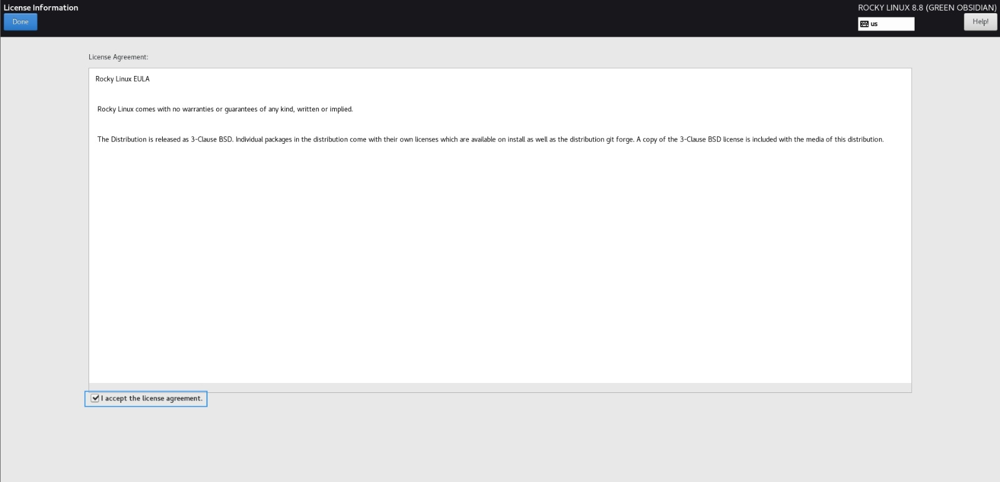 License Information
ROCKY LINUX 8.8 (GREEN OBSIDIAN)
Done
us
Help!
License Agreement:
Rocky Linux EULA
Rocky Linux comes with no warranties or guarantees of any kind, written or implied.
The Distribution is released as 3-Clause BSD. Individual packages in the distribution come with their own licenses which are available on install as well as the distribution git forge. A copy of the 3-Clause BSD license is included with the media of this distribution.
I accept the license agreement.